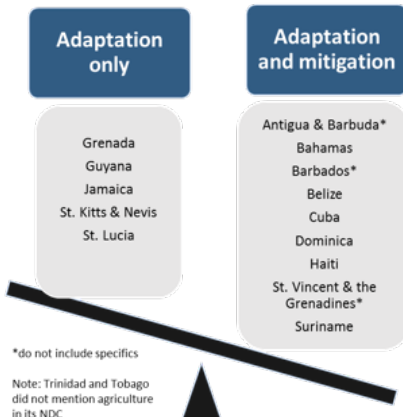 Adaptation
only
Grenada
Guyana
Jamaica
St. Kitts & Nevis
St. Lucia
Adaptation
and mitigation
Antigua & Barbuda*
Bahamas
Barbados*
Belize
Cuba
Dominica
Haiti
St. Vincent & the
Grenadines*
Suriname
*do not include specifics
Note: Trinidad and Tobago
did not mention agriculture
in its NDC